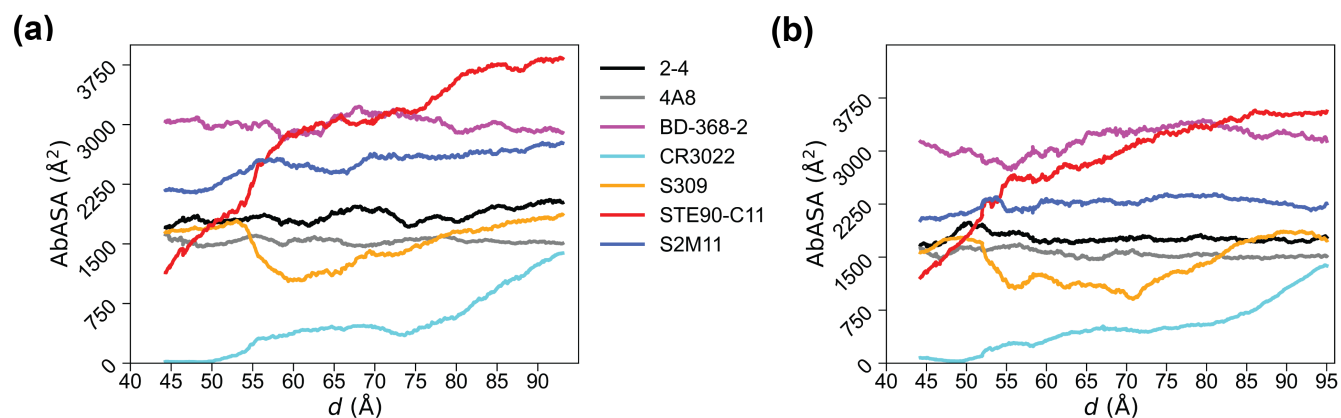 (a)
AbASA (Å²)
3750
3000
2250
1500
750
0
40 45 50 55 60 65 70 75 80 85 90
d (Å)
2-4
4A8
BD-368-2
CR3022
S309
STE90-C11
S2M11
(b)
AbASA (Å²)
3750
3000
2250
1500
750
0
40 45 50 55 60 65 70 75 80 85 90 95
d (Å)